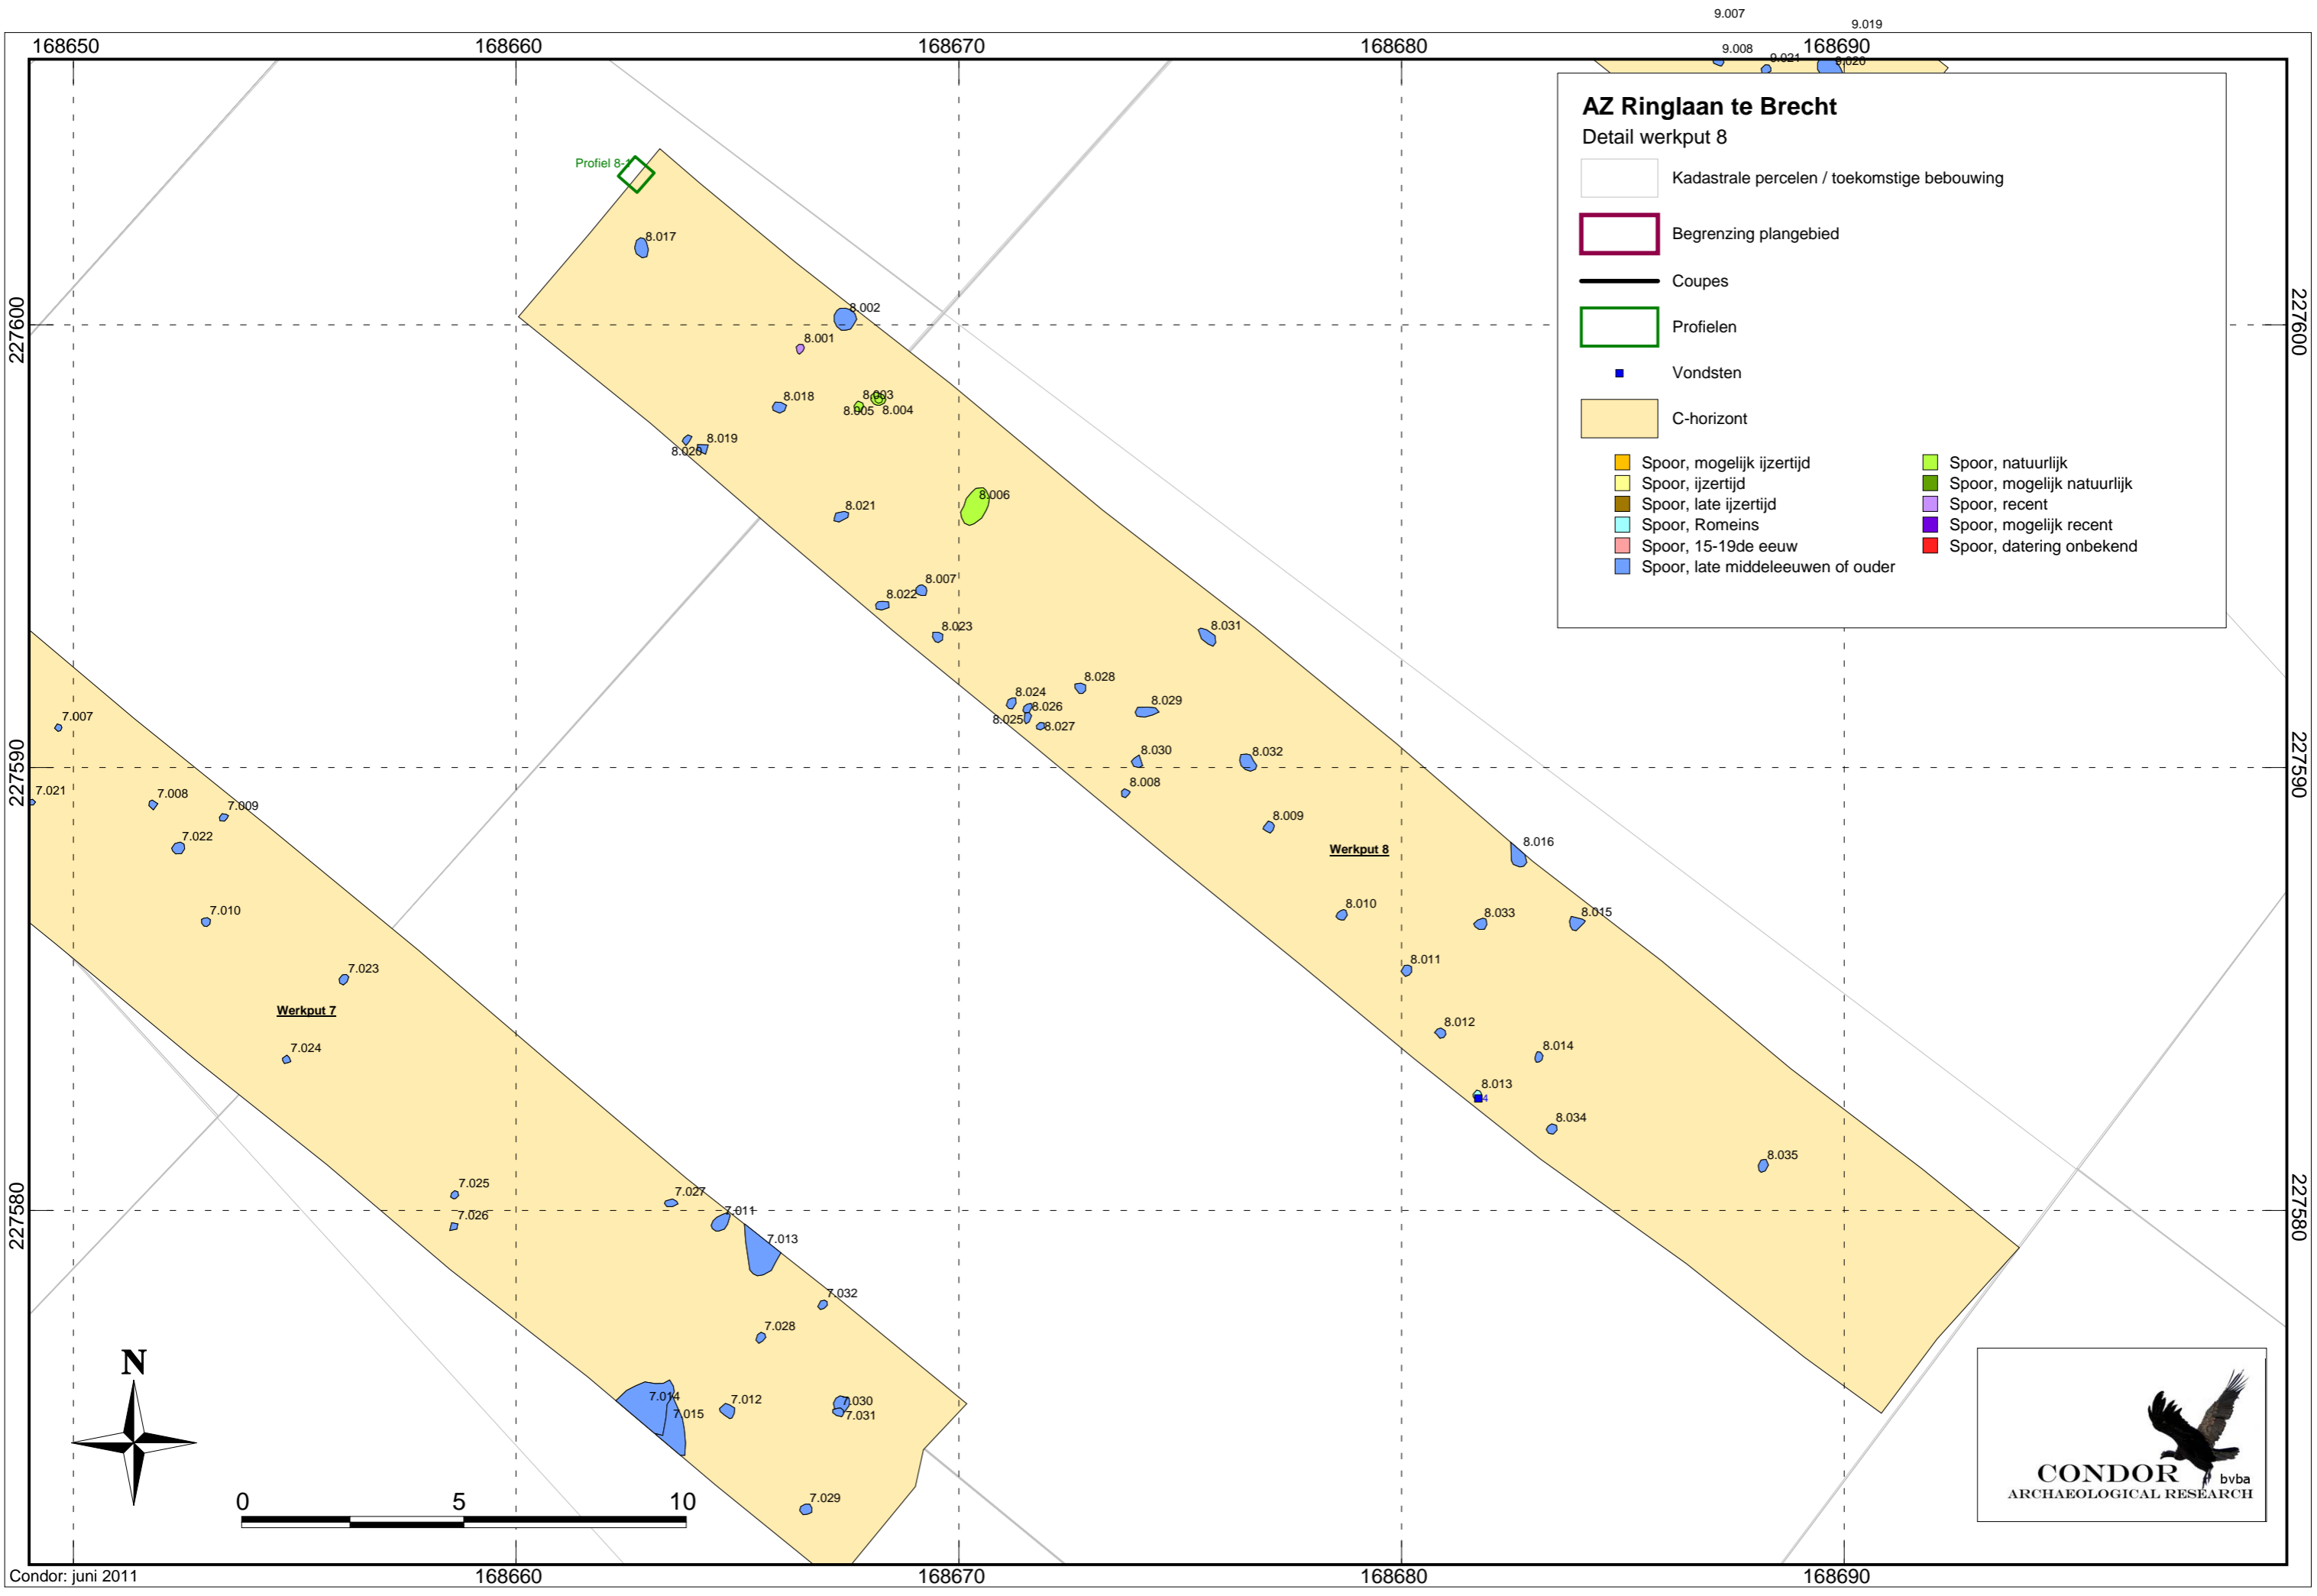 9.007
9.019
168650 168660 168670 168680 168690
9.008
9.021
9.020
AZ Ringlaan te Brecht
Detail werkput 8
Kadastrale percelen / toekomstige bebouwing
Begrenzing plangebied
Coupes
Profielen
Vondsten
C-horizont
Spoor, mogelijk ijzertijd
Spoor, ijzertijd
Spoor, late ijzertijd
Spoor, Romeins
Spoor, 15-19de eeuw
Spoor, late middeleeuwen of ouder
Spoor, natuurlijk
Spoor, mogelijk natuurlijk
Spoor, recent
Spoor, mogelijk recent
Spoor, datering onbekend
Profiel 8-1
8.017
8.002
227600
227600
8.001
8.018
8.003
8.005
8.004
8.019
8.020
8.006
8.021
8.007
8.022
8.023
8.031
8.028
8.024
8.029
8.026
8.025
8.027
8.030
8.032
227590
227590
8.008
8.009
Werkput 8
8.016
8.010
8.033
8.015
8.011
8.012
8.014
8.013
4
8.034
8.035
227580
227580
7.007
7.021
7.008
7.009
7.022
7.010
7.023
Werkput 7
7.024
7.025
7.026
7.027
7.011
7.013
7.032
7.028
7.014
7.015
7.012
7.030
7.031
7.029
N
0 5 10
CONDOR bvba
ARCHAEOLOGICAL RESEARCH
Condor: juni 2011
168660 168670 168680 168690